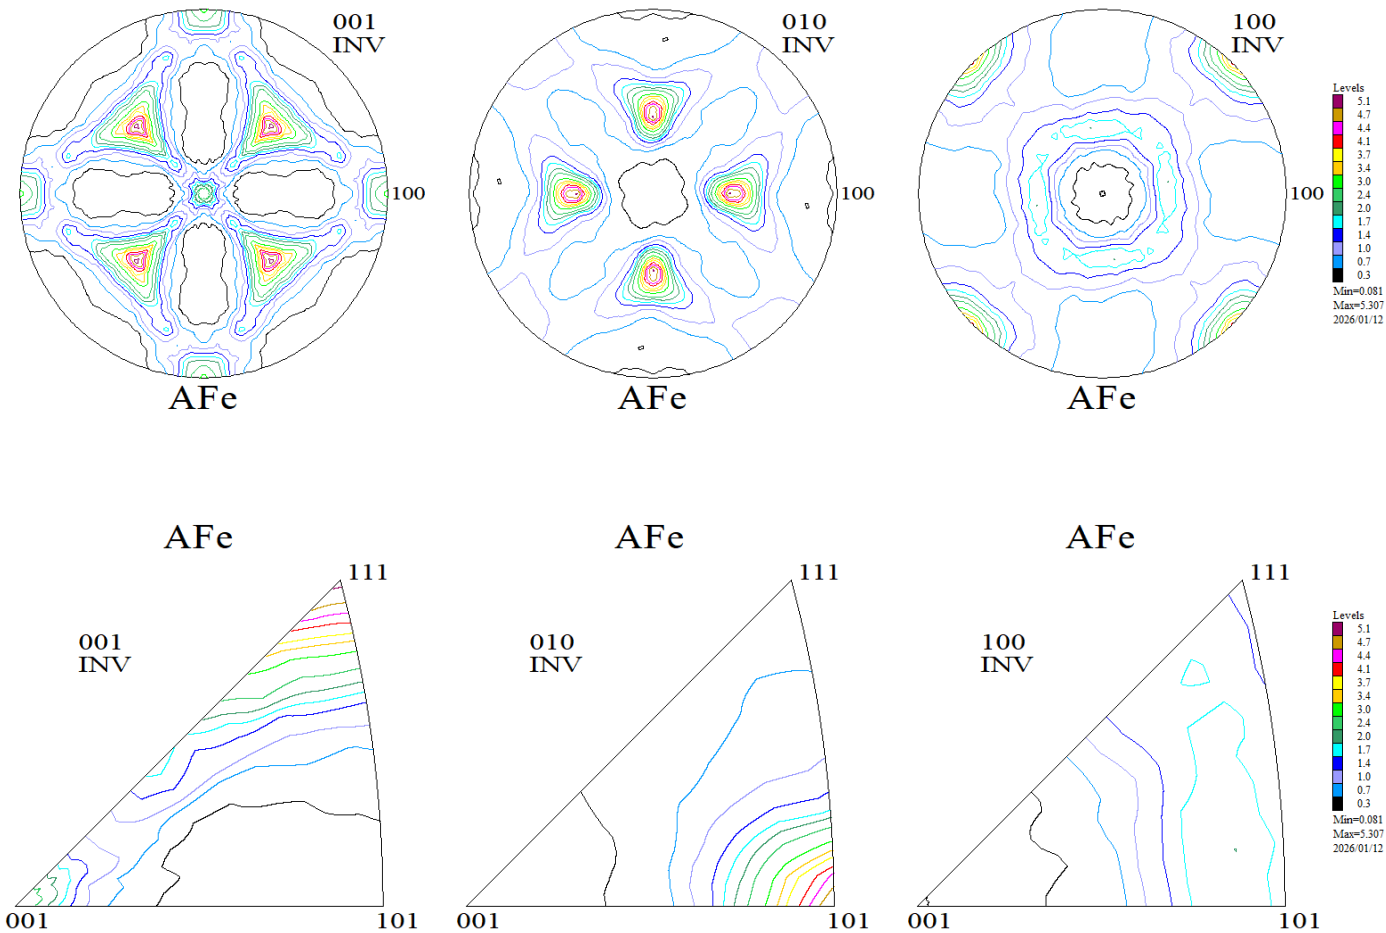 001
INV
100
AFe
010
INV
100
AFe
100
INV
100
AFe
Levels
5.1
4.7
4.4
4.1
3.7
3.4
3.0
2.4
2.0
1.7
1.4
1.0
0.7
0.3
Min=0.081
Max=5.307
2026/01/12
AFe
001
INV
111
001
101
AFe
010
INV
111
001
101
AFe
100
INV
111
001
101
Levels
5.1
4.7
4.4
4.1
3.7
3.4
3.0
2.4
2.0
1.7
1.4
1.0
0.7
0.3
Min=0.081
Max=5.307
2026/01/12